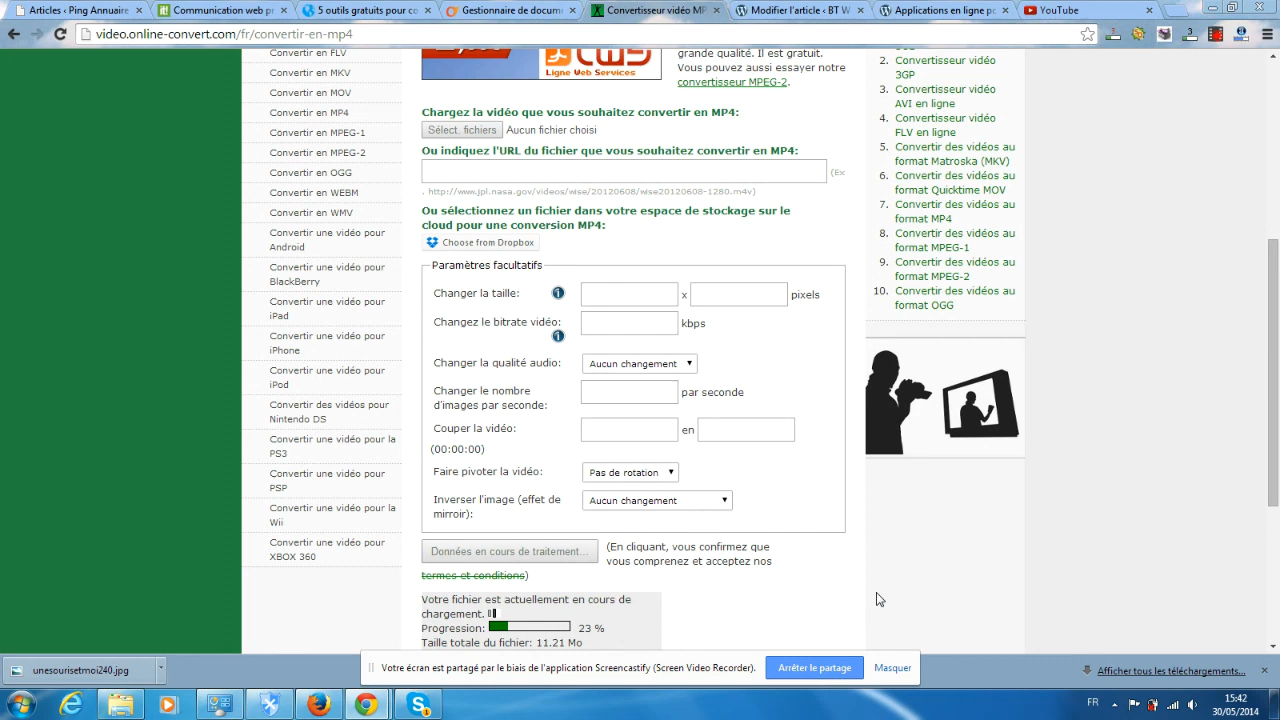 Articles ‹ Ping Annuaire
Communication web p
5 outils gratuits pour co
Gestionnaire de docum
Convertisseur vidéo MP
Modifier l'article ‹ BT W
Applications en ligne po
YouTube
video.online-convert.com/fr/convertir-en-mp4
Convertir en FLV
Convertir en MKV
Convertir en MOV
Convertir en MP4
Convertir en MPEG-1
Convertir en MPEG-2
Convertir en OGG
Convertir en WEBM
Convertir en WMV
Convertir une vidéo pour
Android
Convertir une vidéo pour
BlackBerry
Convertir une vidéo pour
iPad
Convertir une vidéo pour
iPhone
Convertir une vidéo pour
iPod
Convertir des vidéos pour
Nintendo DS
Convertir une vidéo pour la
PS3
Convertir une vidéo pour
PSP
Convertir une vidéo pour la
Wii
Convertir une vidéo pour
XBOX 360
Ligne Web Services
grande qualité. Il est gratuit.
Vous pouvez aussi essayer notre
convertisseur MPEG-2.
Chargez la vidéo que vous souhaitez convertir en MP4:
Sélect. fichiers Aucun fichier choisi
Ou indiquez l'URL du fichier que vous souhaitez convertir en MP4:
(Ex
. http://www.jpl.nasa.gov/videos/wise/20120608/wise20120608-1280.m4v)
Ou sélectionnez un fichier dans votre espace de stockage sur le
cloud pour une conversion MP4:
Choose from Dropbox
Paramètres facultatifs
Changer la taille: x pixels
Changez le bitrate vidéo: kbps
Changer la qualité audio: Aucun changement
Changer le nombre
d'images par seconde: par seconde
Couper la vidéo: en
(00:00:00)
Faire pivoter la vidéo: Pas de rotation
Inverser l'image (effet de
mirroir): Aucun changement
Données en cours de traitement... (En cliquant, vous confirmez que
vous comprenez et acceptez nos
termes et conditions)
Votre fichier est actuellement en cours de
chargement.
Progression: 23 %
Taille totale du fichier: 11.21 Mo
2. Convertisseur vidéo
3GP
3. Convertisseur vidéo
AVI en ligne
4. Convertisseur vidéo
FLV en ligne
5. Convertir des vidéos au
format Matroska (MKV)
6. Convertir des vidéos au
format Quicktime MOV
7. Convertir des vidéos au
format MP4
8. Convertir des vidéos au
format MPEG-1
9. Convertir des vidéos au
format MPEG-2
10. Convertir des vidéos au
format OGG
unesourisetmoi240.jpg
Votre écran est partagé par le biais de l'application Screencastify (Screen Video Recorder). Arrêter le partage Masquer
Afficher tous les téléchargements...
FR
15:42
30/05/2014